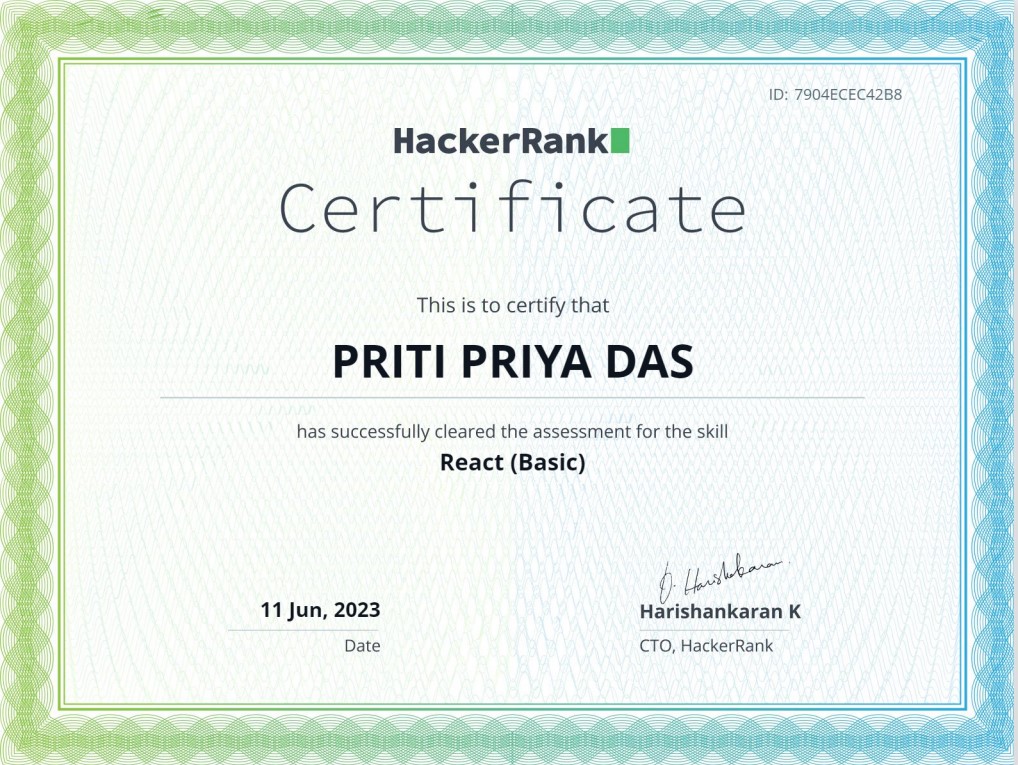 ID: 7904ECEC42B8
HackerRank
Certificate
This is to certify that
PRITI PRIYA DAS
has successfully cleared the assessment for the skill
React (Basic)
11 Jun, 2023
Date
Harishankaran K
CTO, HackerRank